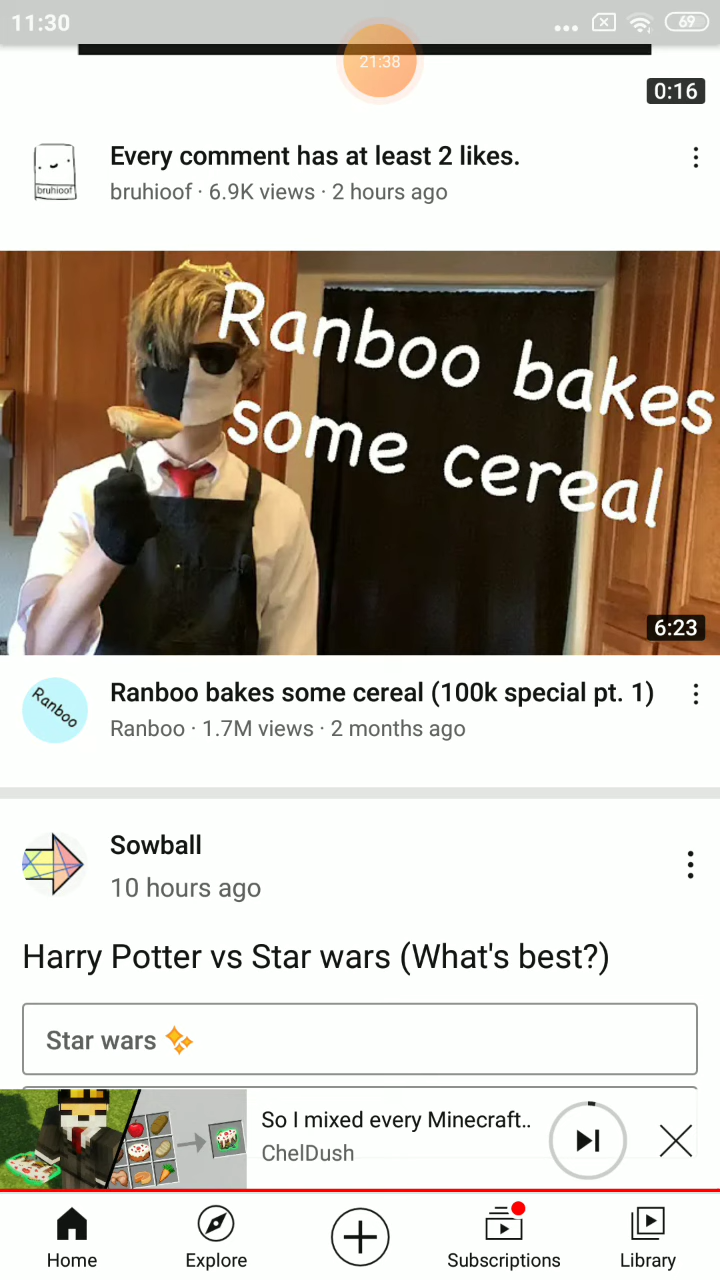 11:30
69
21:38
0:16
Every comment has at least 2 likes.
bruhioof
bruhioof · 6.9K views · 2 hours ago
Ranboo bakes
some cereal
6:23
Ranboo
Ranboo bakes some cereal (100k special pt. 1)
Ranboo · 1.7M views · 2 months ago
Sowball
10 hours ago
Harry Potter vs Star wars (What's best?)
Star wars ✨
So I mixed every Minecraft..
ChelDush
Home
Explore
Subscriptions
Library